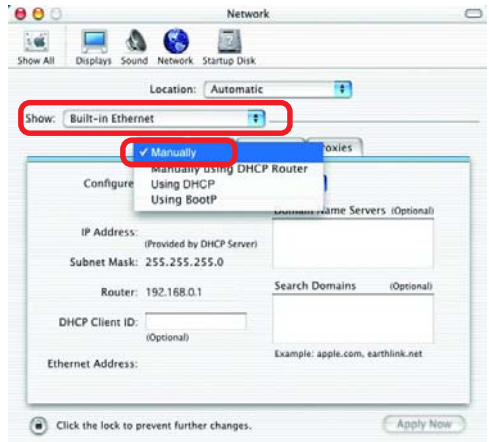 Network
Show All Displays Sound Network Startup Disk
Location: Automatic
Show: Built-in Ethernet
✓ Manually
Manually using DHCP Router
Using DHCP
Using BootP
Proxies
Configure
Domain Name Servers (Optional)
IP Address:
(Provided by DHCP Server)
Subnet Mask: 255.255.255.0
Router: 192.168.0.1
Search Domains (Optional)
DHCP Client ID:
(Optional)
Example: apple.com, earthlink.net
Ethernet Address:
Click the lock to prevent further changes.
Apply Now